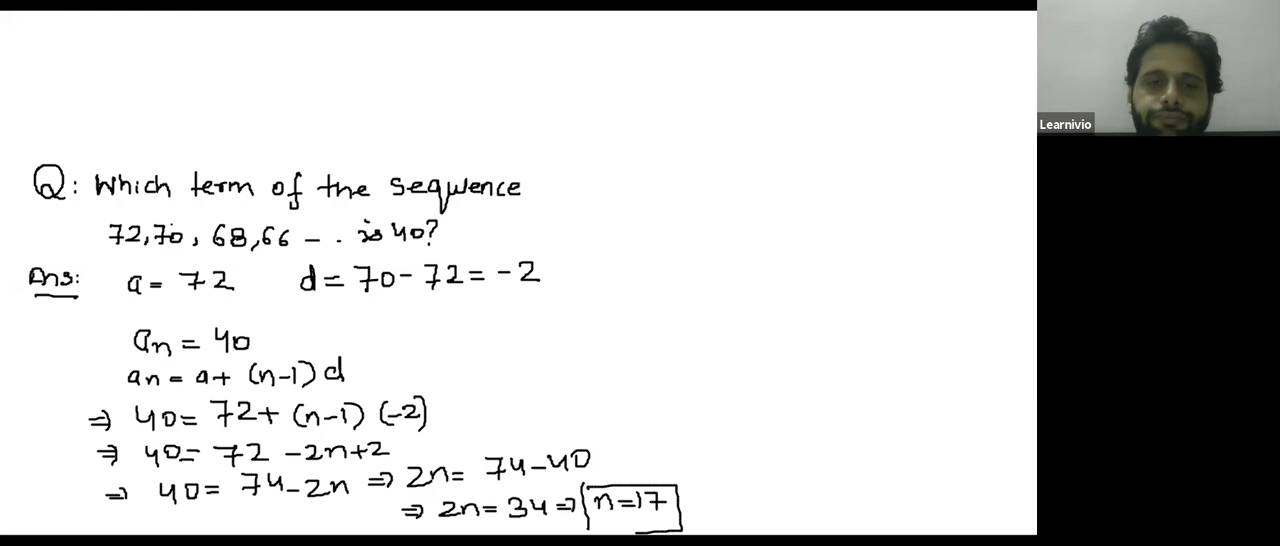 Q: Which term of the sequence
72, 70, 68, 66 - . . is 40?
Ans: a = 72 d = 70 - 72 = -2
an = 40
an = a + (n-1) d
⇒ 40 = 72 + (n-1) (-2)
⇒ 40 = 72 - 2n + 2
⇒ 40 = 74 - 2n ⇒ 2n = 74 - 40
⇒ 2n = 34 ⇒ n = 17
Learnivio